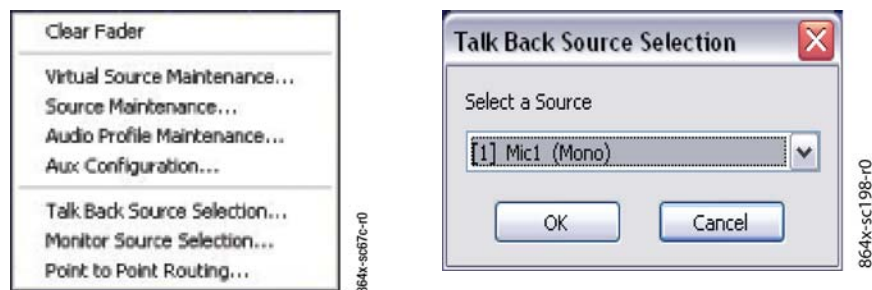 Clear Fader
Virtual Source Maintenance...
Source Maintenance...
Audio Profile Maintenance...
Aux Configuration...
Talk Back Source Selection...
Monitor Source Selection...
Point to Point Routing...
864x-sc67c-r0
Talk Back Source Selection
Select a Source
[1] Mic1 (Mono)
OK
Cancel
864x-sc198-r0